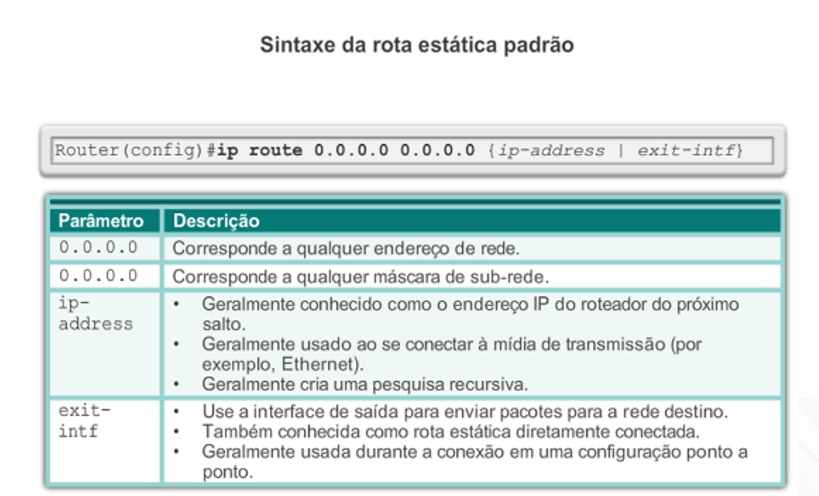 Sintaxe da rota estática padrão
Router(config)#ip route 0.0.0.0 0.0.0.0 {ip-address | exit-intf}
Parâmetro Descrição
0.0.0.0 Corresponde a qualquer endereço de rede.
0.0.0.0 Corresponde a qualquer máscara de sub-rede.
ip-
address
• Geralmente conhecido como o endereço IP do roteador do próximo
salto.
• Geralmente usado ao se conectar à mídia de transmissão (por
exemplo, Ethernet).
• Geralmente cria uma pesquisa recursiva.
exit-
intf
• Use a interface de saída para enviar pacotes para a rede destino.
• Também conhecida como rota estática diretamente conectada.
• Geralmente usada durante a conexão em uma configuração ponto a
ponto.